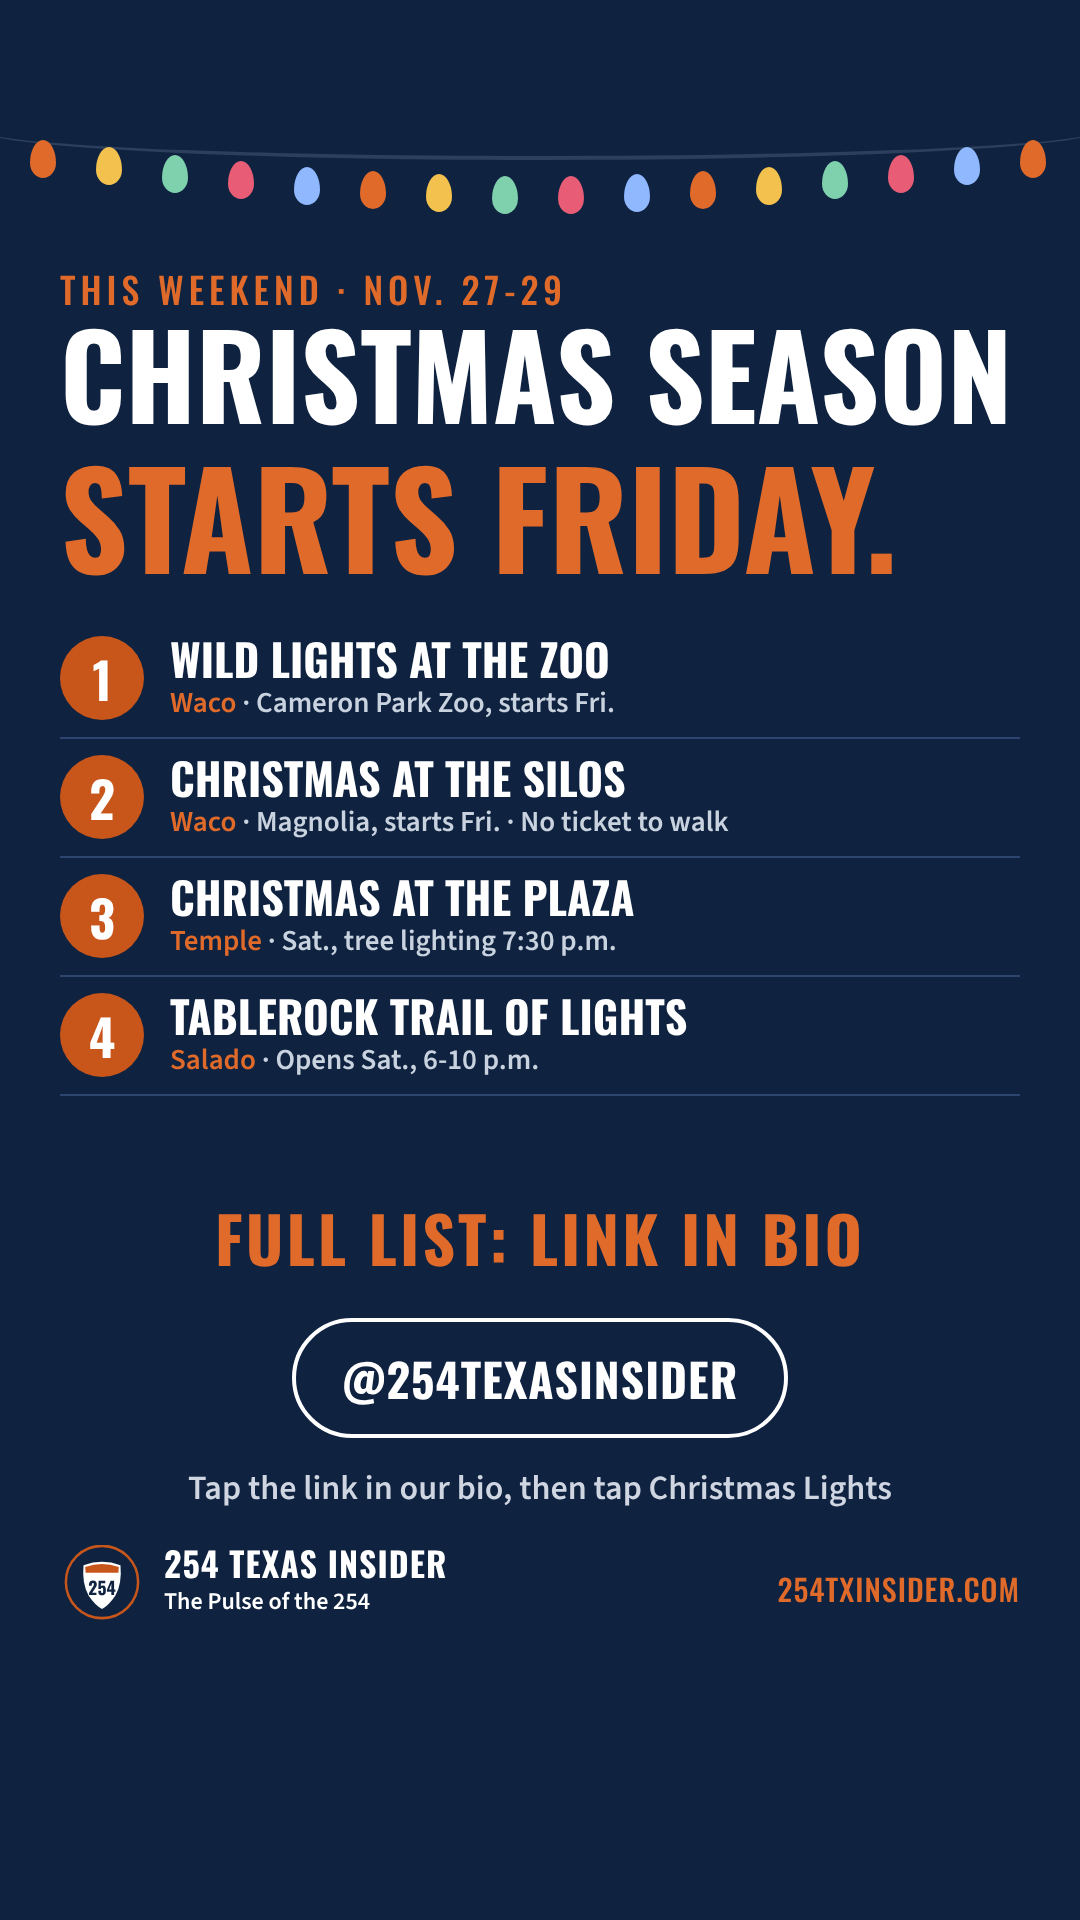 THIS WEEKEND · NOV. 27-29
CHRISTMAS SEASON
STARTS FRIDAY.
1
WILD LIGHTS AT THE ZOO
Waco · Cameron Park Zoo, starts Fri.
2
CHRISTMAS AT THE SILOS
Waco · Magnolia, starts Fri. · No ticket to walk
3
CHRISTMAS AT THE PLAZA
Temple · Sat., tree lighting 7:30 p.m.
4
TABLEROCK TRAIL OF LIGHTS
Salado · Opens Sat., 6-10 p.m.
FULL LIST: LINK IN BIO
@254TEXASINSIDER
Tap the link in our bio, then tap Christmas Lights
254
254 TEXAS INSIDER
The Pulse of the 254
254TXINSIDER.COM